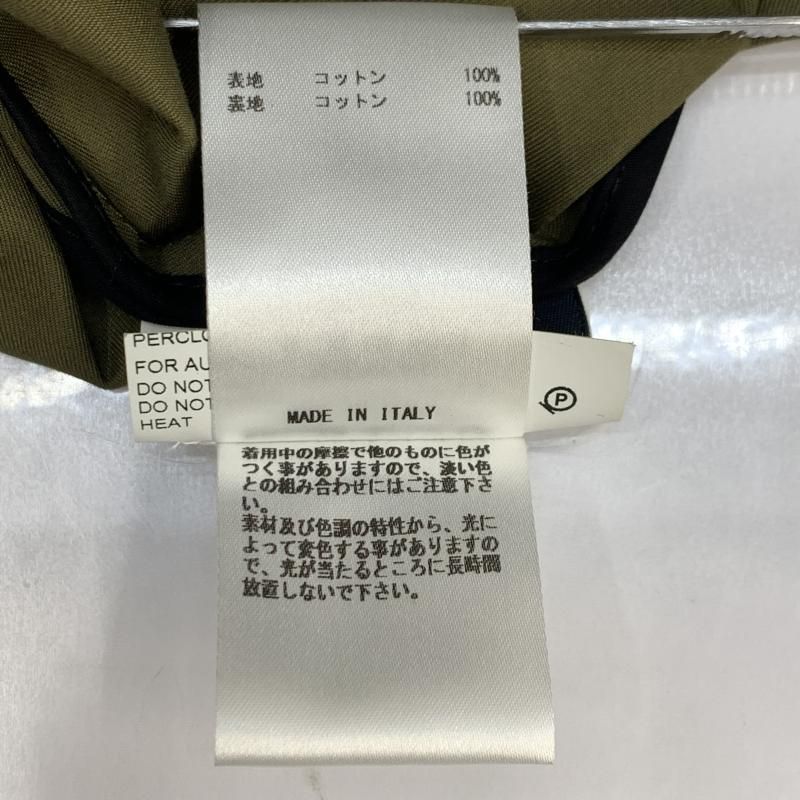 表地 コットン 100%
裏地 コットン 100%
PERCLO
FOR AU
DO NOT
DO NOT
HEAT
P
MADE IN ITALY
着用中の摩擦で他のものに色が
つく事がありますので、淡い色
との組み合わせにはご注意下さ
い。
素材及び色調の特性から、光に
よって変色する事がありますの
で、光が当たるところに長時間
放置しないで下さい。